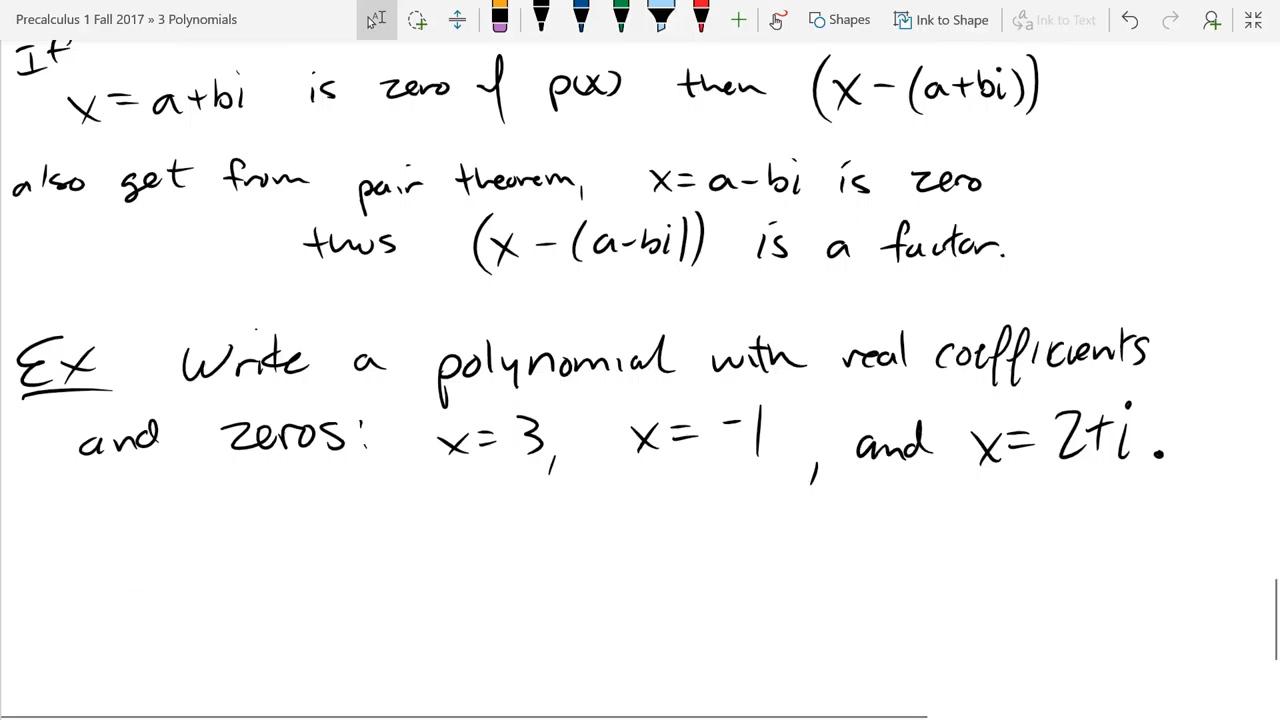 Precalculus 1 Fall 2017 » 3 Polynomials
Shapes
Ink to Shape
Ink to Text
If
x = a+bi is zero of p(x) then (x - (a+bi))
also get from pair theorem, x = a-bi is zero
thus (x - (a-bi)) is a factor.
Ex Write a polynomial with real coefficients
and zeros: x = 3, x = -1, and x = 2+i.